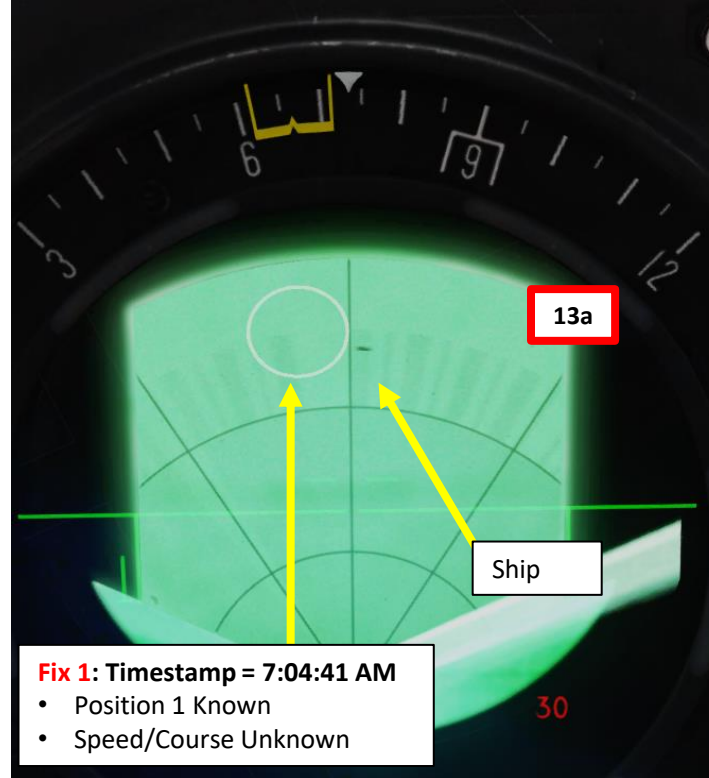 3
6
9
12
13a
Ship
Fix 1: Timestamp = 7:04:41 AM
• Position 1 Known
• Speed/Course Unknown
30